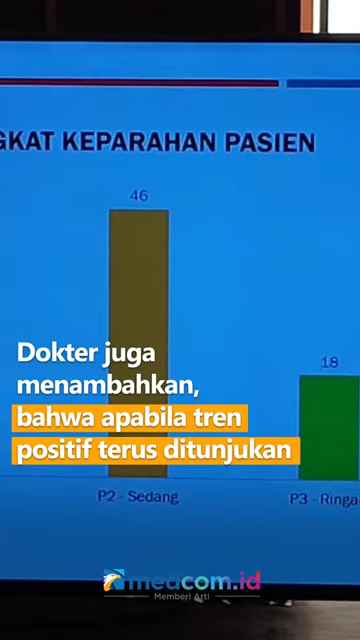 GKAT KEPARAHAN PASIEN
46
18
Dokter juga
menambahkan,
bahwa apabila tren
positif terus ditunjukan
P2 - Sedang
P3 - Ringa
medcom.id
Memberi Arti